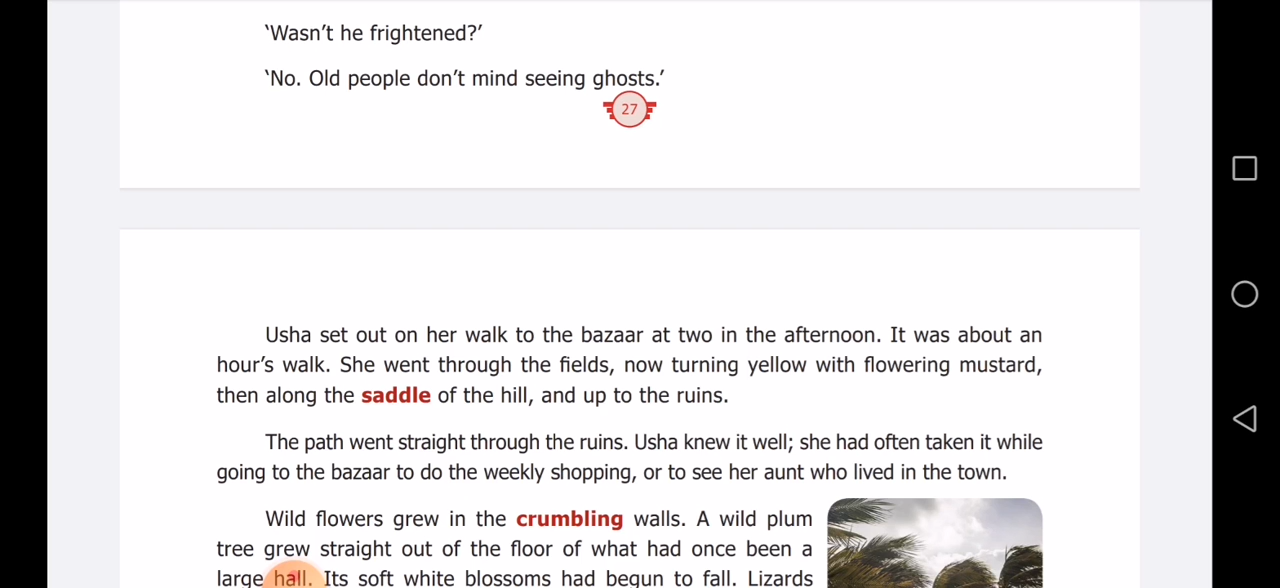 ‘Wasn’t he frightened?’
‘No. Old people don’t mind seeing ghosts.’
27
Usha set out on her walk to the bazaar at two in the afternoon. It was about an
hour’s walk. She went through the fields, now turning yellow with flowering mustard,
then along the saddle of the hill, and up to the ruins.
The path went straight through the ruins. Usha knew it well; she had often taken it while
going to the bazaar to do the weekly shopping, or to see her aunt who lived in the town.
Wild flowers grew in the crumbling walls. A wild plum
tree grew straight out of the floor of what had once been a
large hall. Its soft white blossoms had begun to fall. Lizards